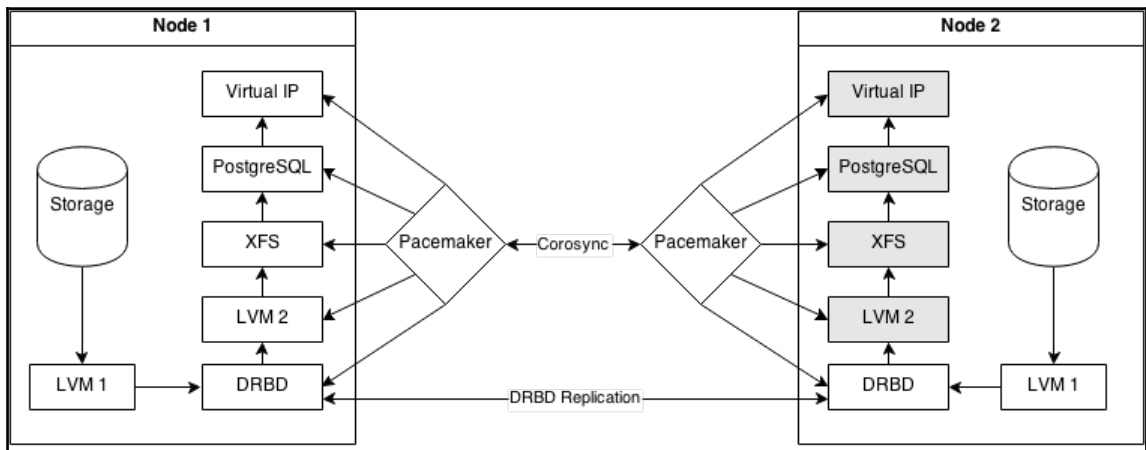 Node 1
Node 2
Virtual IP
PostgreSQL
Storage
XFS
LVM 2
LVM 1
DRBD
Pacemaker
Corosync
Pacemaker
DRBD Replication
Virtual IP
PostgreSQL
Storage
XFS
LVM 2
DRBD
LVM 1